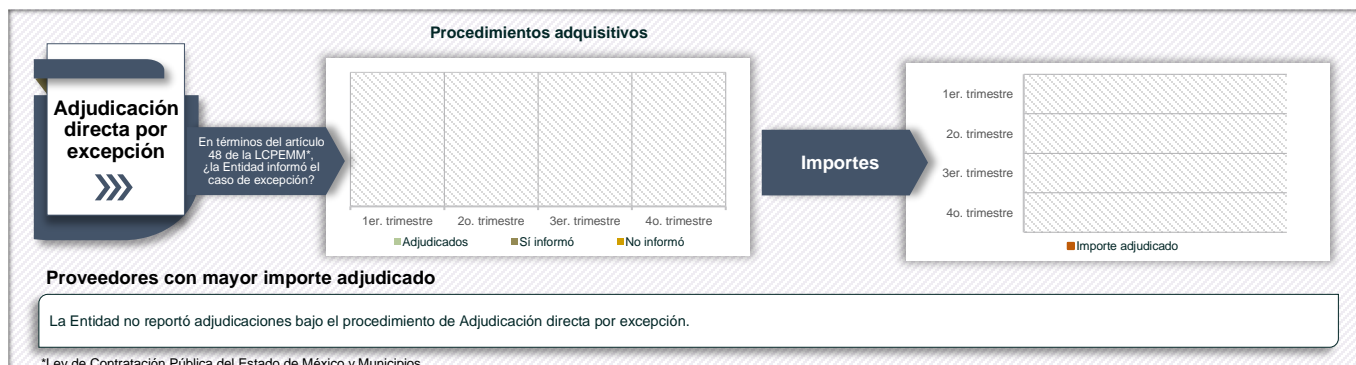 Procedimientos adquisitivos
Adjudicación
directa por
excepción
En términos del artículo
48 de la LCPEMM*,
¿la Entidad informó el
caso de excepción?
1er. trimestre 2o. trimestre 3er. trimestre 4o. trimestre
Adjudicados Sí informó No informó
Importes
1er. trimestre
2o. trimestre
3er. trimestre
4o. trimestre
Importe adjudicado
Proveedores con mayor importe adjudicado
La Entidad no reportó adjudicaciones bajo el procedimiento de Adjudicación directa por excepción.
*Ley de Contratación Pública del Estado de México y Municipios